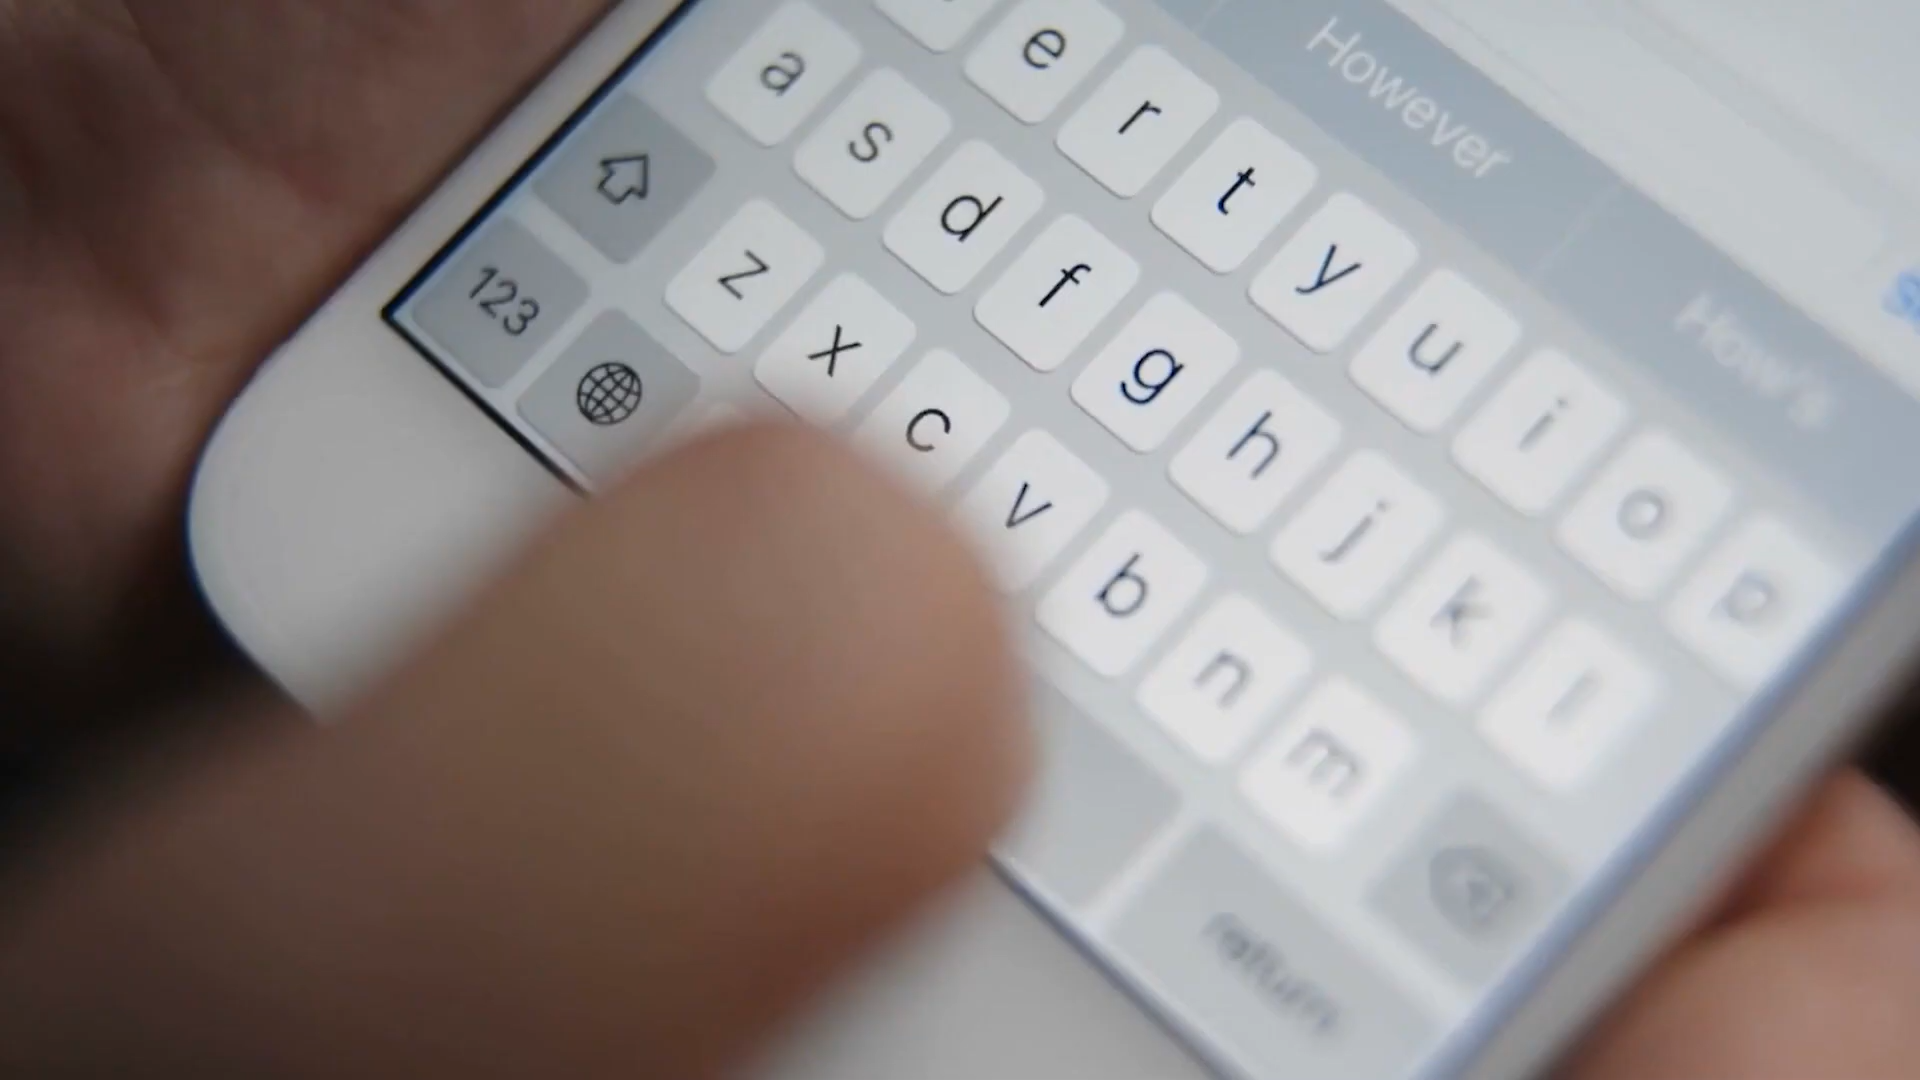 However How's
e r t y u i o p
a s d f g h j k l
z x c v b n m
123 return